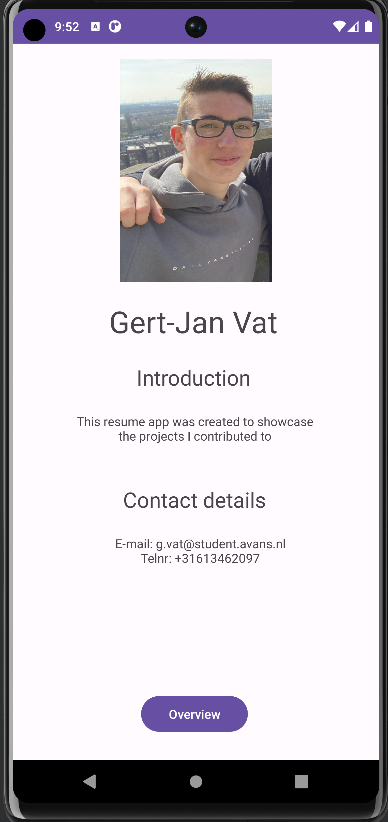 9:52
A
Gert-Jan Vat
Introduction
This resume app was created to showcase
the projects I contributed to
Contact details
E-mail: g.vat@student.avans.nl
Telnr: +31613462097
Overview